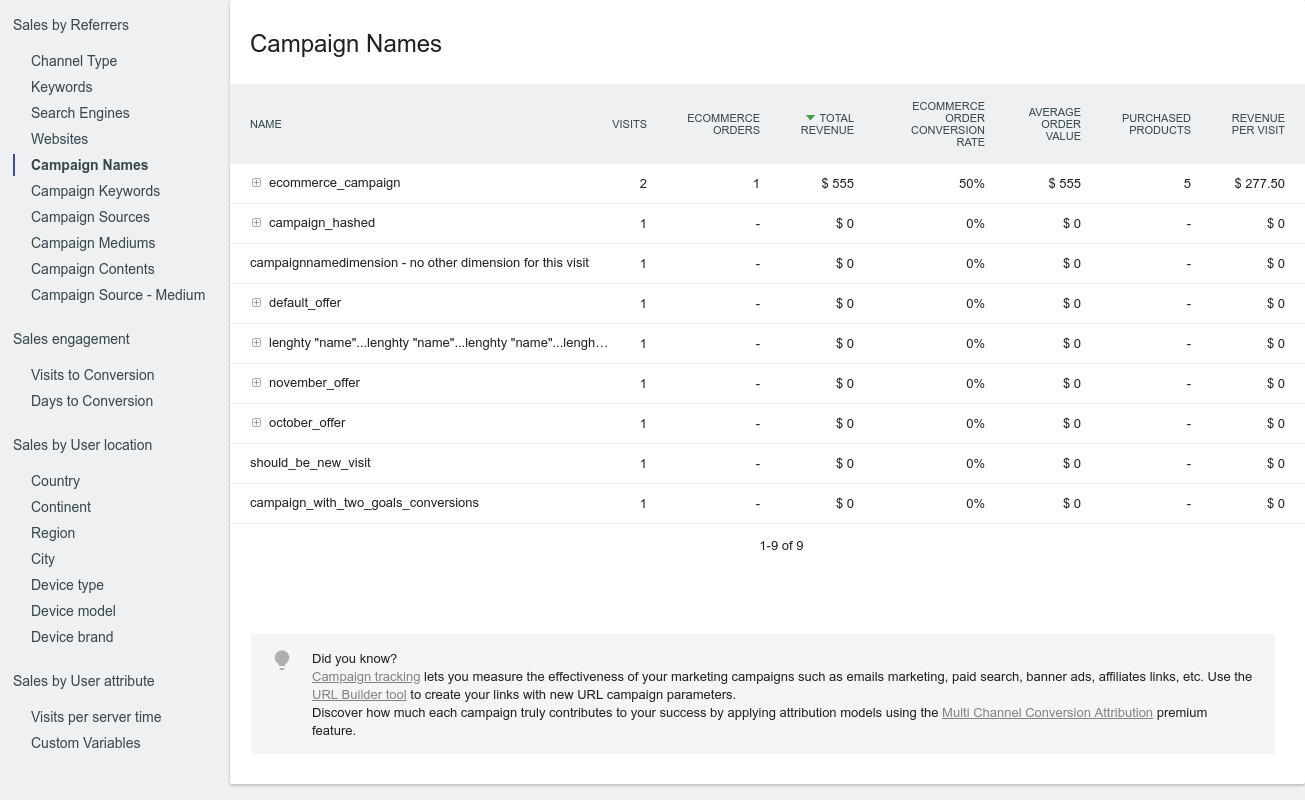 Sales by Referrers
Channel Type
Keywords
Search Engines
Websites
Campaign Names
Campaign Keywords
Campaign Sources
Campaign Mediums
Campaign Contents
Campaign Source - Medium
Sales engagement
Visits to Conversion
Days to Conversion
Sales by User location
Country
Continent
Region
City
Device type
Device model
Device brand
Sales by User attribute
Visits per server time
Custom Variables
Campaign Names
NAME VISITS ECOMMERCE ORDERS TOTAL REVENUE ECOMMERCE ORDER CONVERSION RATE AVERAGE ORDER VALUE PURCHASED PRODUCTS REVENUE PER VISIT
ecommerce_campaign 2 1 $ 555 50% $ 555 5 $ 277.50
campaign_hashed 1 - $ 0 0% $ 0 - $ 0
campaignnamedimension - no other dimension for this visit 1 - $ 0 0% $ 0 - $ 0
default_offer 1 - $ 0 0% $ 0 - $ 0
lenghty "name"...lenghty "name"...lenghty "name"...lengh... 1 - $ 0 0% $ 0 - $ 0
november_offer 1 - $ 0 0% $ 0 - $ 0
october_offer 1 - $ 0 0% $ 0 - $ 0
should_be_new_visit 1 - $ 0 0% $ 0 - $ 0
campaign_with_two_goals_conversions 1 - $ 0 0% $ 0 - $ 0
1-9 of 9
Did you know?
Campaign tracking lets you measure the effectiveness of your marketing campaigns such as emails marketing, paid search, banner ads, affiliates links, etc. Use the
URL Builder tool to create your links with new URL campaign parameters.
Discover how much each campaign truly contributes to your success by applying attribution models using the Multi Channel Conversion Attribution premium
feature.